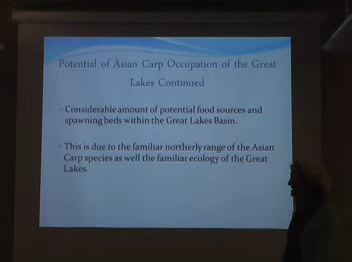 Potential of Asian Carp Occupation of the Great
Lakes Continued
Considerable amount of potential food sources and
spawning beds within the Great Lakes Basin.
This is due to the familiar northerly range of the Asian
Carp species as well the familiar ecology of the Great
Lakes.